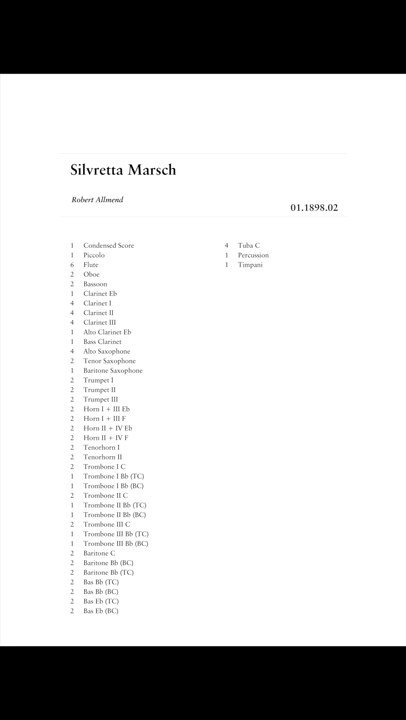 Silvretta Marsch
Robert Allmend
01.1898.02
1 Condensed Score
1 Piccolo
6 Flute
2 Oboe
2 Bassoon
1 Clarinet Eb
4 Clarinet I
4 Clarinet II
4 Clarinet III
1 Alto Clarinet Eb
1 Bass Clarinet
4 Alto Saxophone
2 Tenor Saxophone
1 Baritone Saxophone
2 Trumpet I
2 Trumpet II
2 Trumpet III
2 Horn I + III Eb
2 Horn I + III F
2 Horn II + IV Eb
2 Horn II + IV F
2 Tenorhorn I
2 Tenorhorn II
2 Trombone I C
1 Trombone I Bb (TC)
1 Trombone I Bb (BC)
2 Trombone II C
1 Trombone II Bb (TC)
1 Trombone II Bb (BC)
2 Trombone III C
1 Trombone III Bb (TC)
1 Trombone III Bb (BC)
2 Baritone C
2 Baritone Bb (BC)
2 Baritone Bb (TC)
2 Bas Bb (TC)
2 Bas Bb (BC)
2 Bas Eb (TC)
2 Bas Eb (BC)
4 Tuba C
1 Percussion
1 Timpani